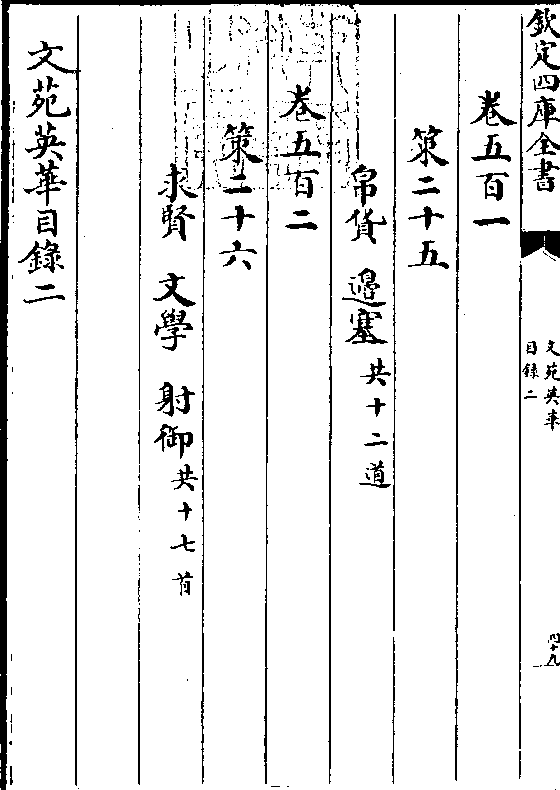 欽定四庫全書
文苑英華
目錄二
四十九
卷五百一
策二十五
帛貨 邊塞共十二道
卷五百二
策二十六
求賢 文學 射御共十七首
文苑英華目錄二